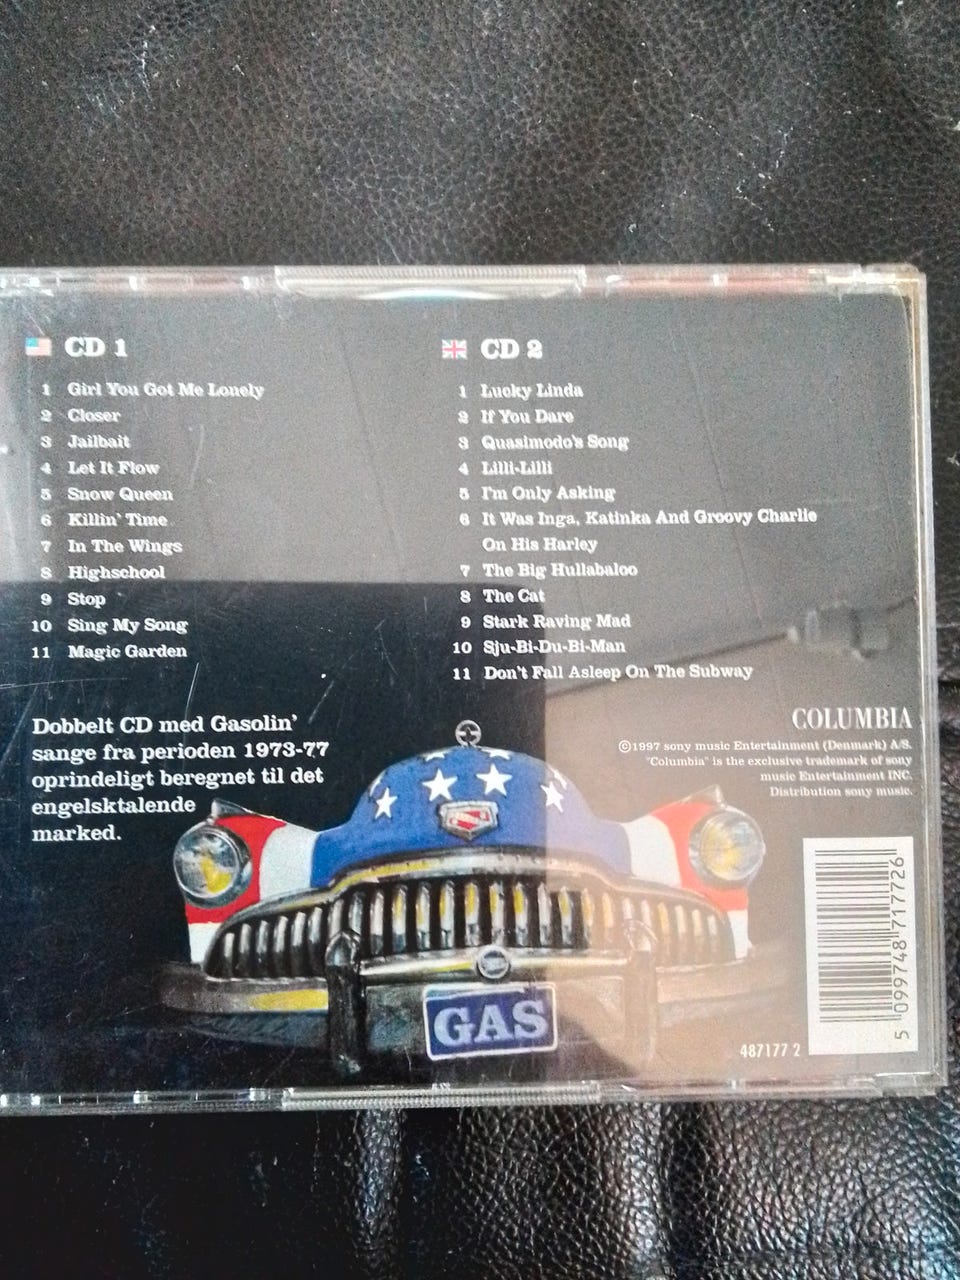 CD 1
1 Girl You Got Me Lonely
2 Closer
3 Jailbait
4 Let It Flow
5 Snow Queen
6 Killin' Time
7 In The Wings
8 Highschool
9 Stop
10 Sing My Song
11 Magic Garden
CD 2
1 Lucky Linda
2 If You Dare
3 Quasimodo's Song
4 Lilli-Lilli
5 I'm Only Asking
6 It Was Inga, Katinka And Groovy Charlie
On His Harley
7 The Big Hullabaloo
8 The Cat
9 Stark Raving Mad
10 Sju-Bi-Du-Bi-Man
11 Don't Fall Asleep On The Subway
Dobbelt CD med Gasolin'
sange fra perioden 1973-77
oprindeligt beregnet til det
engelsktalende
marked.
COLUMBIA
©1997 sony music Entertainment (Denmark) A/S.
"Columbia" is the exclusive trademark of sony
music Entertainment INC.
Distribution sony music.
GAS
487177 2
5 099748 717726